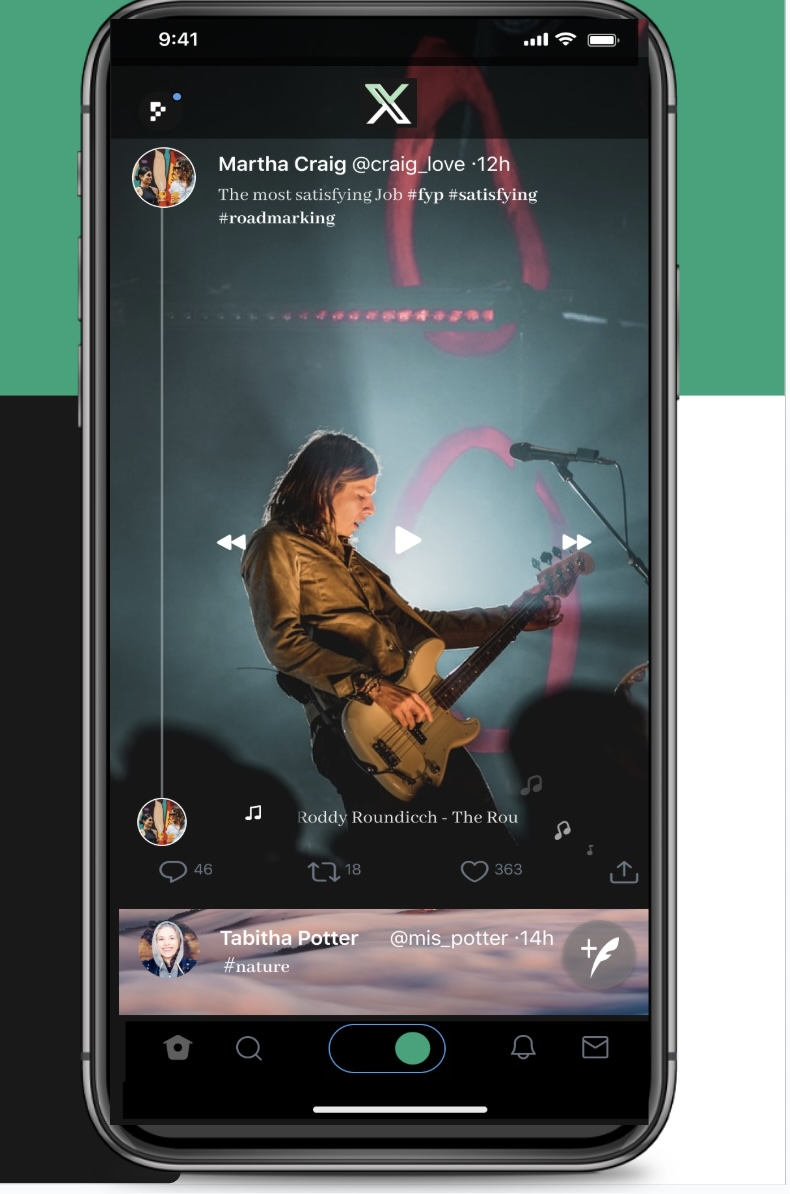 9:41
X
Martha Craig @craig_love ·12h
The most satisfying Job #fyp #satisfying
#roadmarking
Roddy Roundicch - The Rou
46
18
363
Tabitha Potter @mis_potter ·14h
#nature